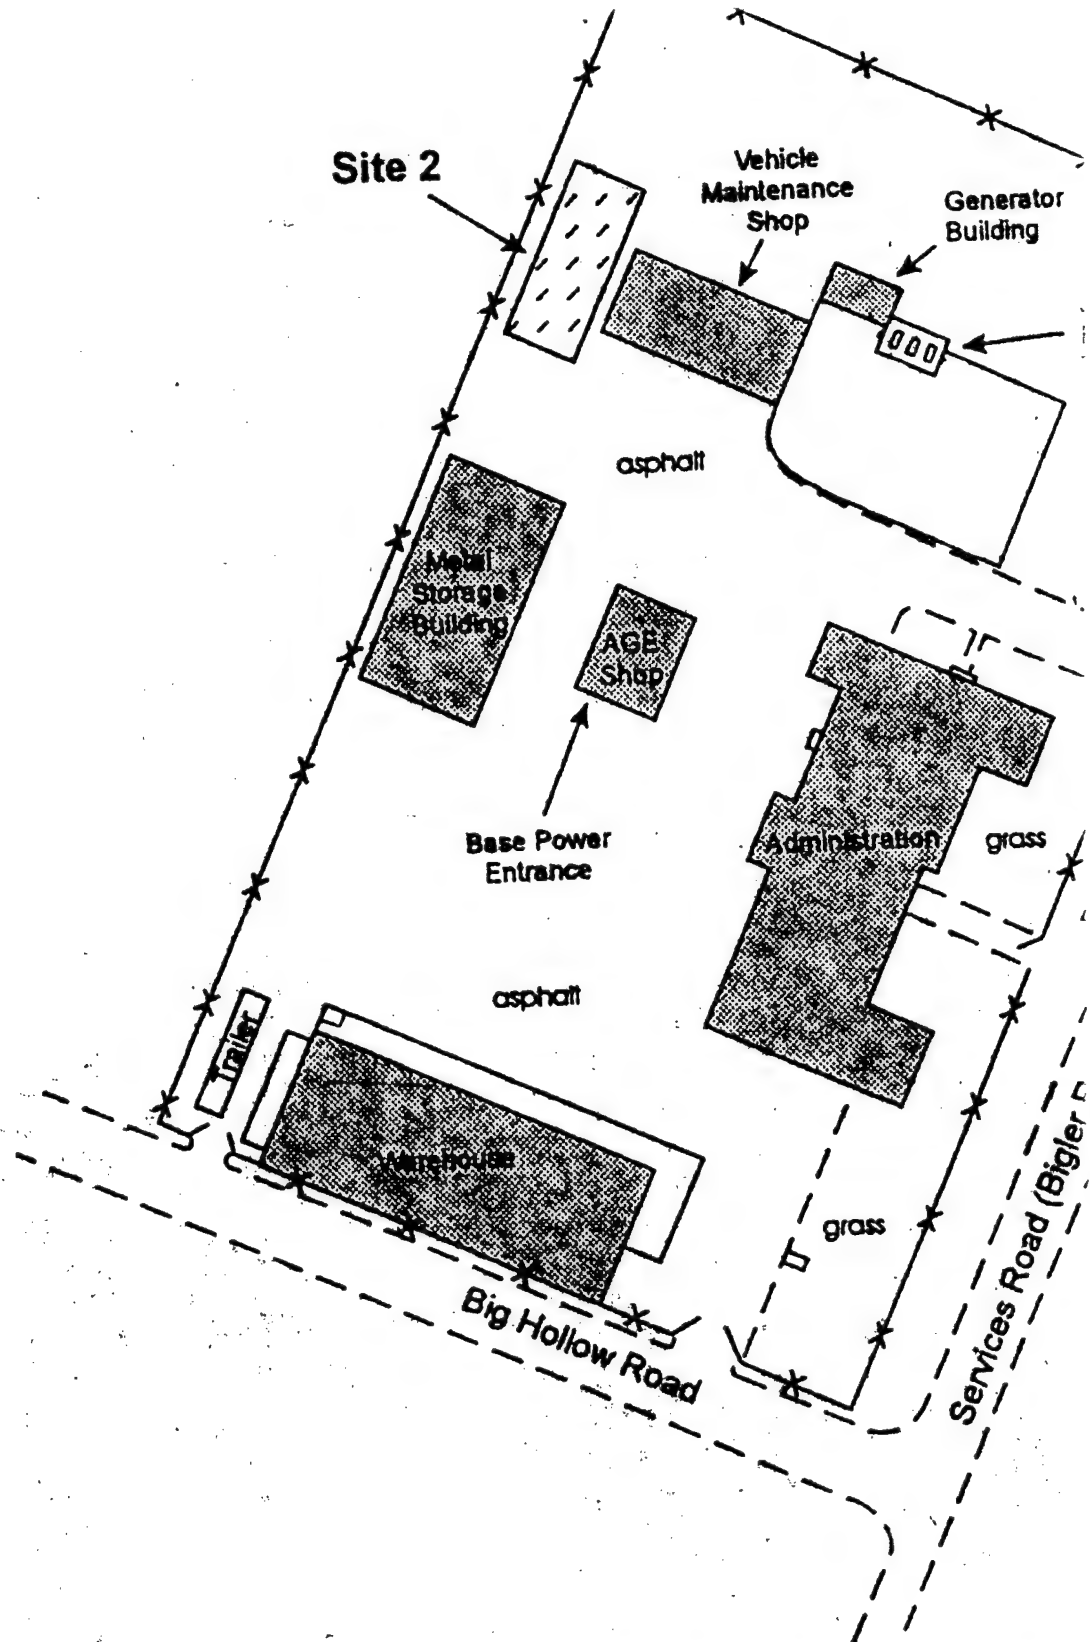 Site 2
Vehicle
Maintenance
Shop
Generator
Building
asphalt
Metal
Storage
Building
AGE
Shop
Base Power
Entrance
Administration
grass
asphalt
Trailer
Warehouse
grass
Big Hollow Road
Services Road (Bigler